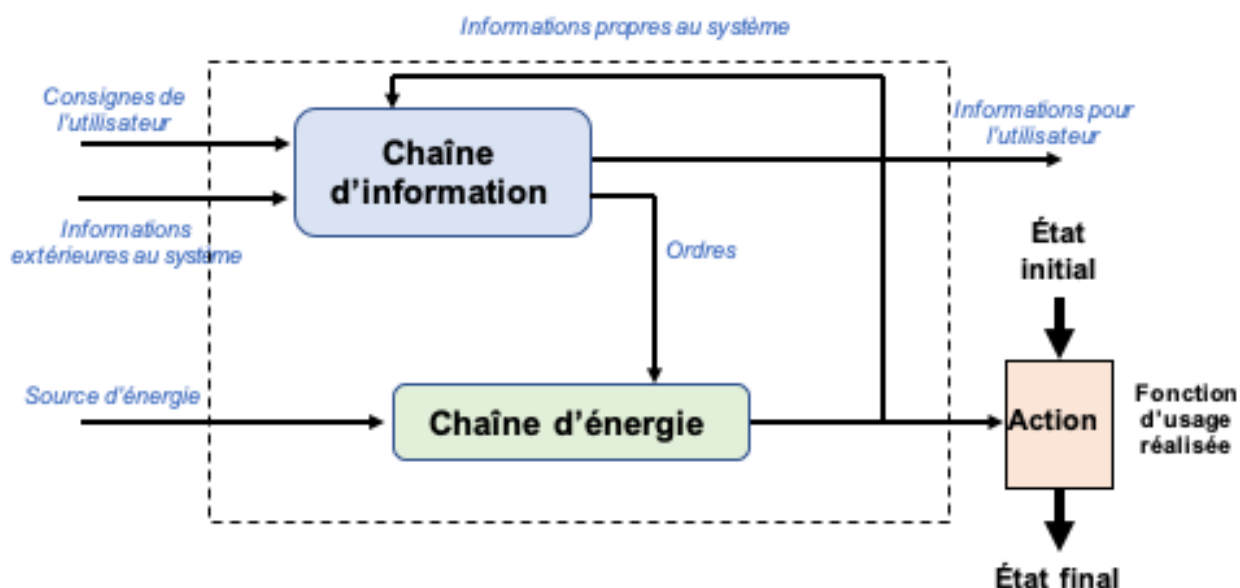 Informations propres au système
Consignes de
l'utilisateur
Informations pour
l'utilisateur
Chaîne
d'information
Informations
extérieures au système
Ordres
État
initial
Source d'énergie
Chaîne d'énergie
Action
Fonction
d'usage
réalisée
État final